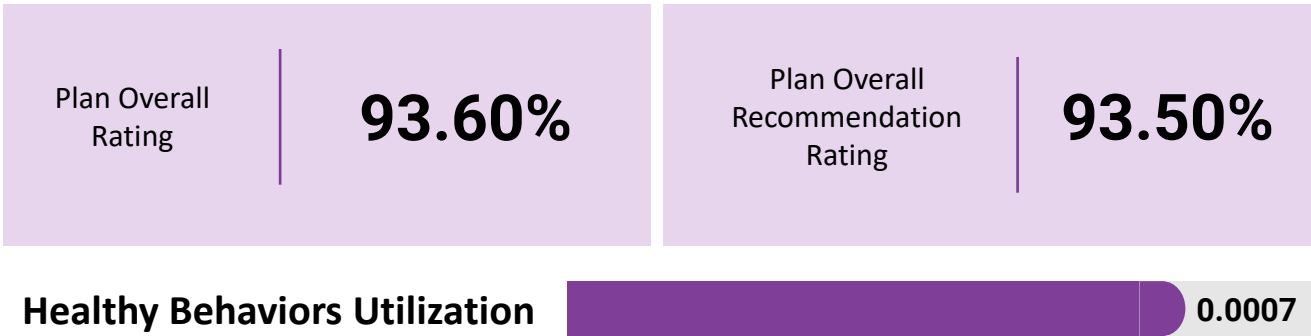 Plan Overall
Rating
93.60%
Plan Overall
Recommendation
Rating
93.50%
Healthy Behaviors Utilization
0.0007